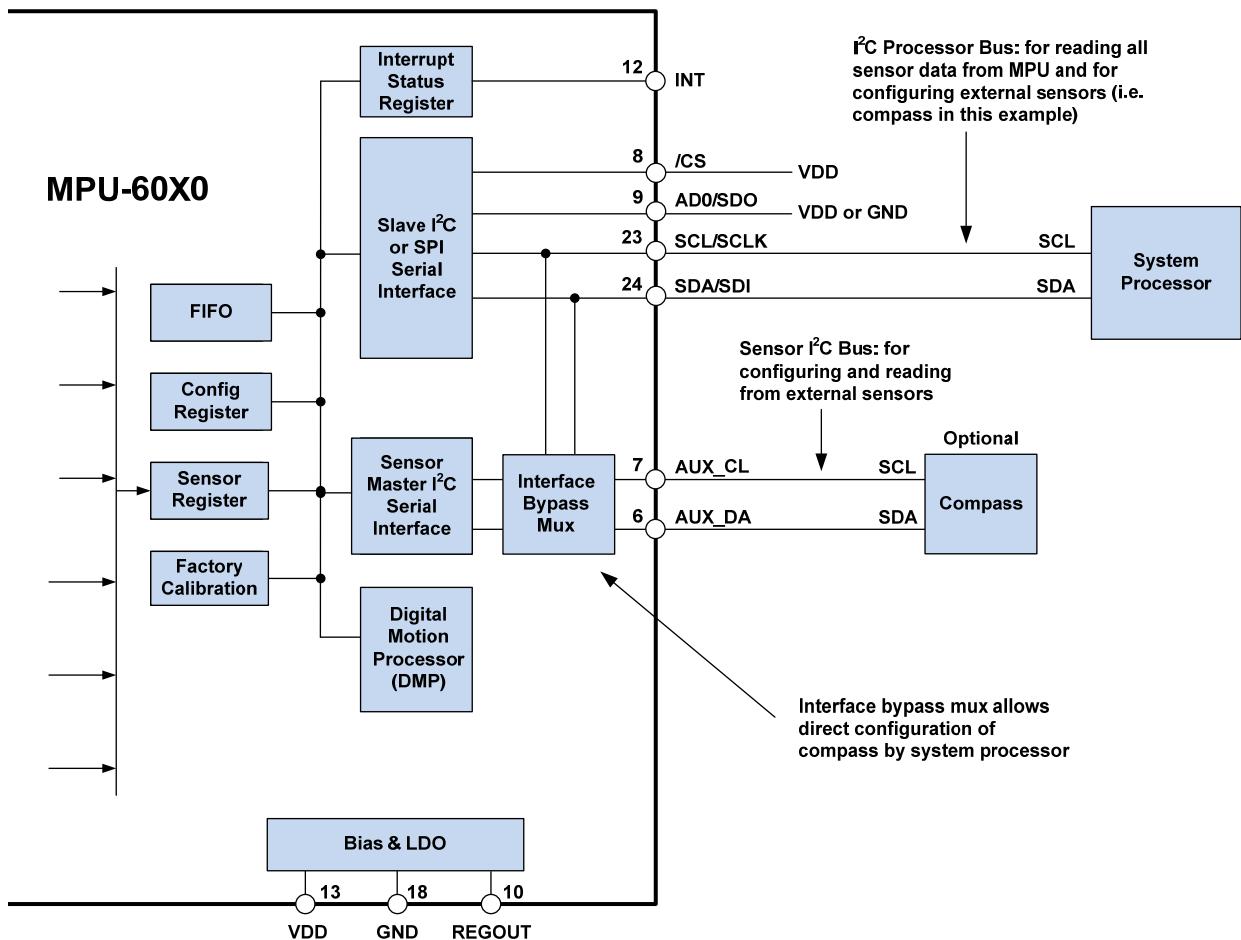 MPU-60X0
Interrupt
Status
Register
12
INT
I²C Processor Bus: for reading all
sensor data from MPU and for
configuring external sensors (i.e.
compass in this example)
Slave I²C
or SPI
Serial
Interface
8
/CS
VDD
9
AD0/SDO
VDD or GND
23
SCL/SCLK
SCL
24
SDA/SDI
SDA
System
Processor
FIFO
Config
Register
Sensor
Register
Factory
Calibration
Sensor
Master I²C
Serial
Interface
Interface
Bypass
Mux
Sensor I²C Bus: for
configuring and reading
from external sensors
7
AUX_CL
SCL
6
AUX_DA
SDA
Optional
Compass
Digital
Motion
Processor
(DMP)
Interface bypass mux allows
direct configuration of
compass by system processor
Bias & LDO
13
18
10
VDD
GND
REGOUT